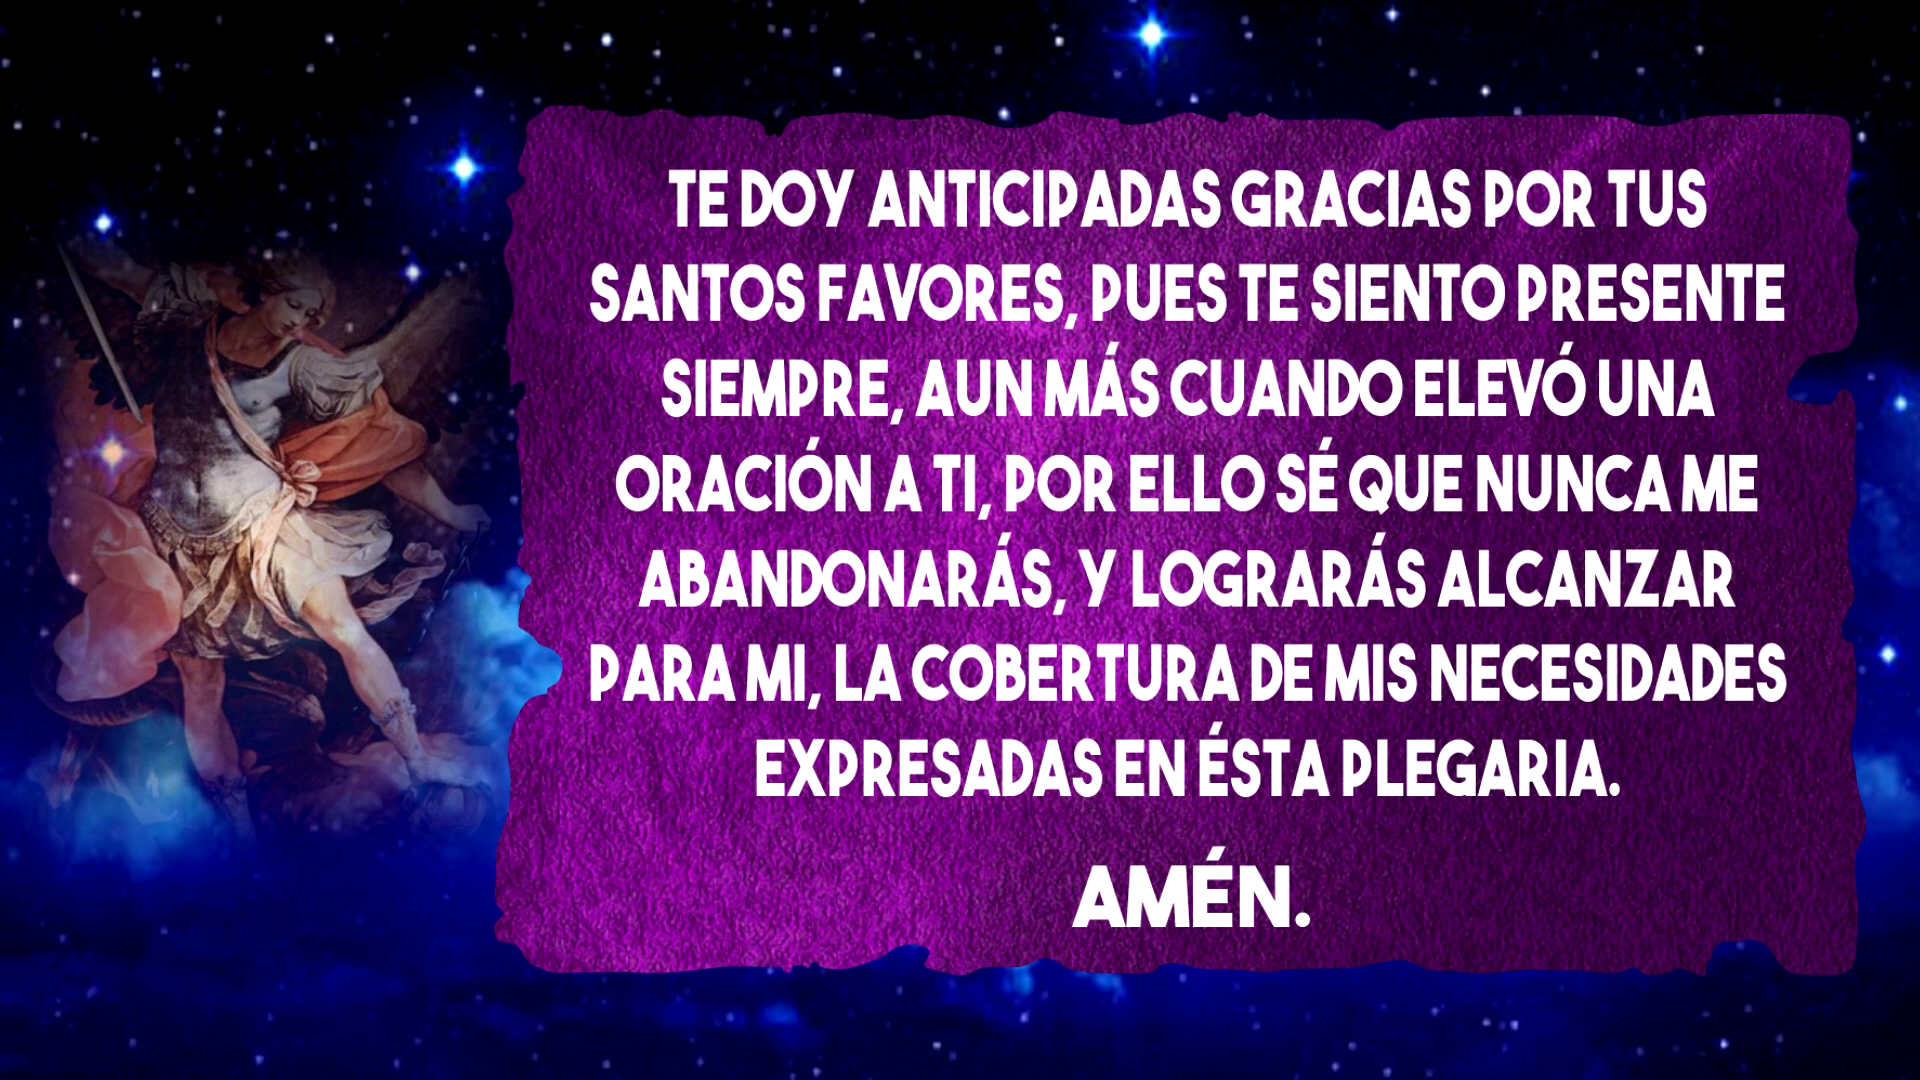 TE DOY ANTICIPADAS GRACIAS POR TUS
SANTOS FAVORES, PUES TE SIENTO PRESENTE
SIEMPRE, AUN MÁS CUANDO ELEVÓ UNA
ORACIÓN A TI, POR ELLO SÉ QUE NUNCA ME
ABANDONARÁS, Y LOGRARÁS ALCANZAR
PARA MI, LA COBERTURA DE MIS NECESIDADES
EXPRESADAS EN ÉSTA PLEGARIA.
AMÉN.